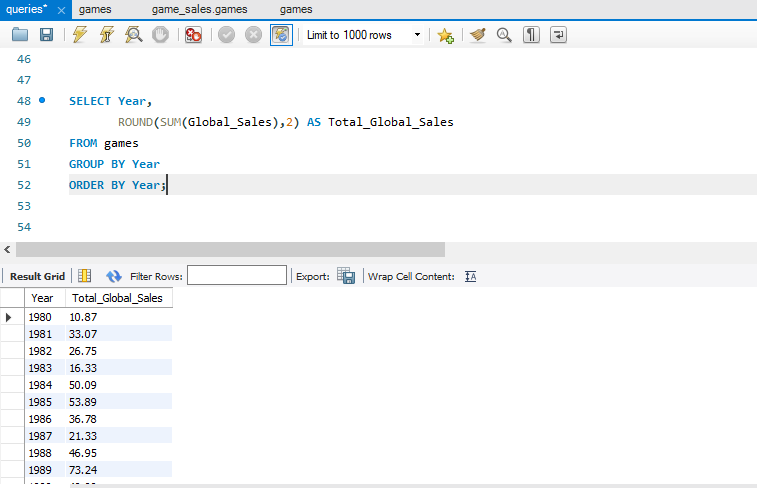 queries* × games game_sales.games games
Limit to 1000 rows
46
47
48 SELECT Year,
49 ROUND(SUM(Global_Sales),2) AS Total_Global_Sales
50 FROM games
51 GROUP BY Year
52 ORDER BY Year;
53
54
Result Grid Filter Rows: Export: Wrap Cell Content:
Year Total_Global_Sales
1980 10.87
1981 33.07
1982 26.75
1983 16.33
1984 50.09
1985 53.89
1986 36.78
1987 21.33
1988 46.95
1989 73.24